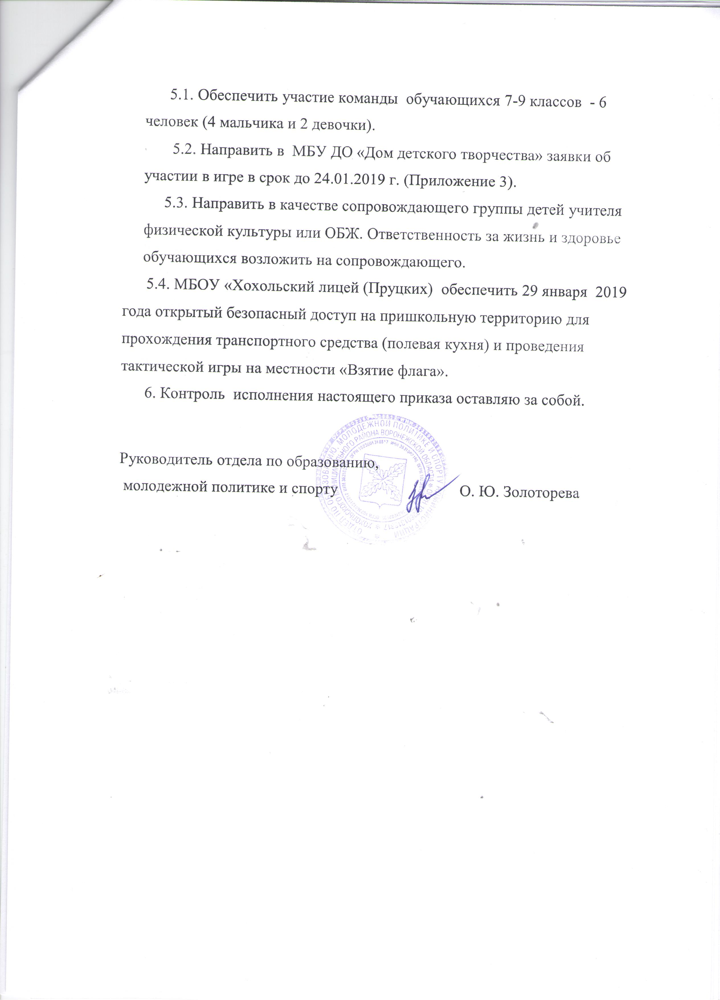 5.1. Обеспечить участие команды обучающихся 7-9 классов - 6
человек (4 мальчика и 2 девочки).
5.2. Направить в МБУ ДО «Дом детского творчества» заявки об
участии в игре в срок до 24.01.2019 г. (Приложение 3).
5.3. Направить в качестве сопровождающего группы детей учителя
физической культуры или ОБЖ. Ответственность за жизнь и здоровье
обучающихся возложить на сопровождающего.
5.4. МБОУ «Хохольский лицей (Пруцких) обеспечить 29 января 2019
года открытый безопасный доступ на пришкольную территорию для
прохождения транспортного средства (полевая кухня) и проведения
тактической игры на местности «Взятие флага».
6. Контроль исполнения настоящего приказа оставляю за собой.
Руководитель отдела по образованию,
молодежной политике и спорту О. Ю. Золоторева
ОТДЕЛ ПО ОБРАЗОВАНИЮ, МОЛОДЕЖНОЙ ПОЛИТИКЕ И СПОРТУ АДМИНИСТРАЦИИ
ХОХОЛЬСКОГО МУНИЦИПАЛЬНОГО РАЙОНА ВОРОНЕЖСКОЙ ОБЛАСТИ